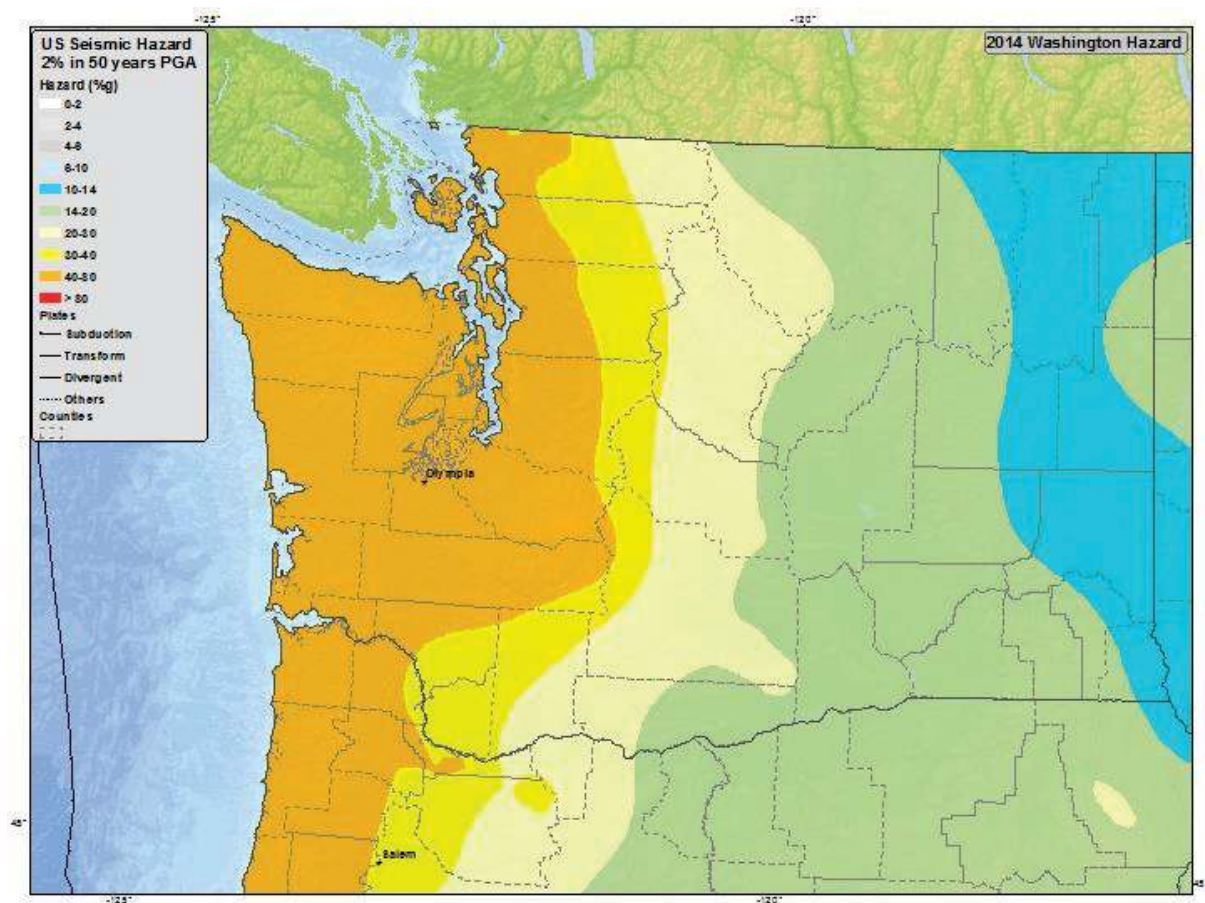 -125°
-120°
US Seismic Hazard
2% in 50 years PGA
2014 Washington Hazard
Hazard (%g)
0-2
2-4
4-6
6-10
10-14
14-20
20-30
30-40
40-80
> 80
Plates
Subduction
Transform
Divergent
Others
Counties
Olympia
45°
Salem
45
-125°
-120°